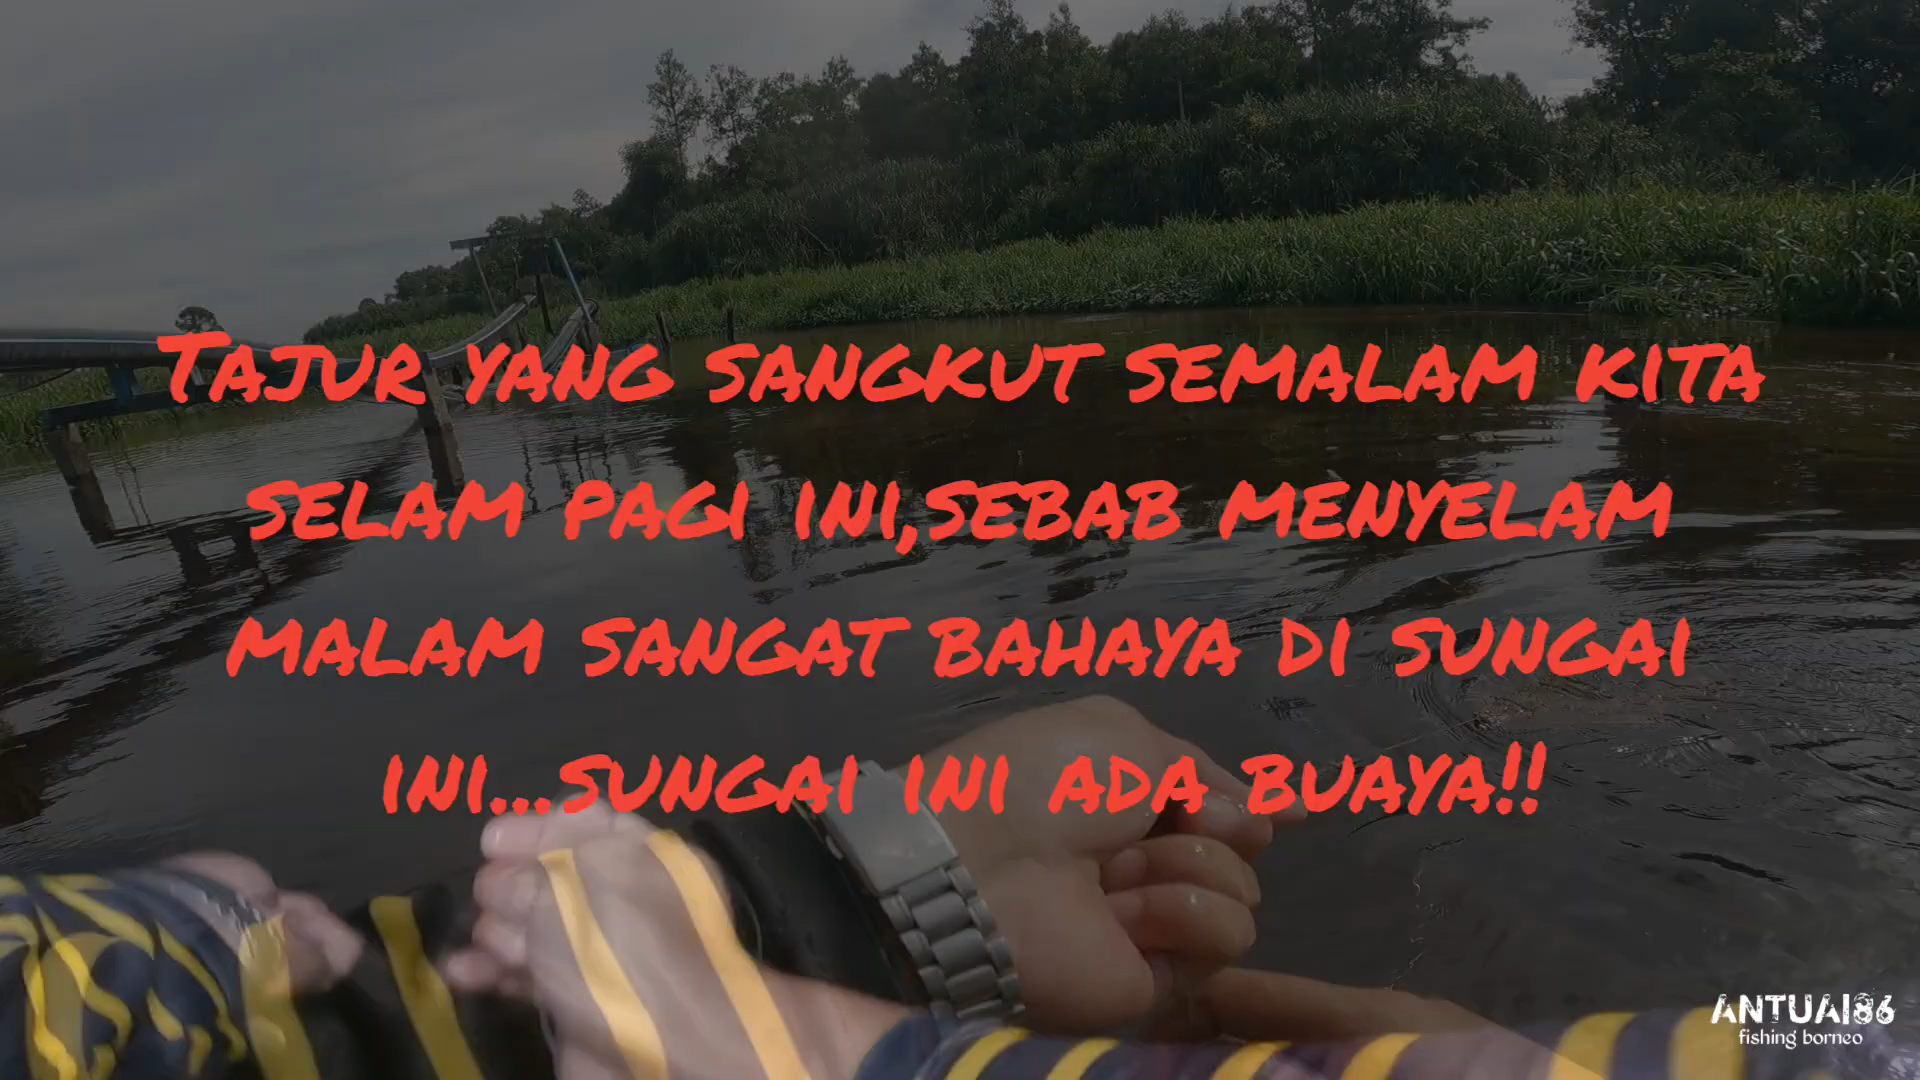 TAJUR YANG SANGKUT SEMALAM KITA
SELAM PAGI INI,SEBAB MENYELAM
MALAM SANGAT BAHAYA DI SUNGAI
INI...SUNGAI INI ADA BUAYA!!
ANTUAI86
fishing borneo